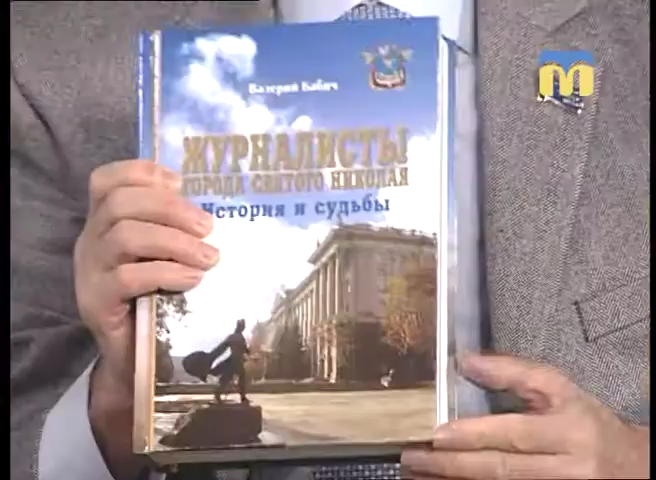 Валерий Бабич
ЖУРНАЛИСТЫ
ГОРОДА СВЯТОГО НИКОЛАЯ
История и судьбы